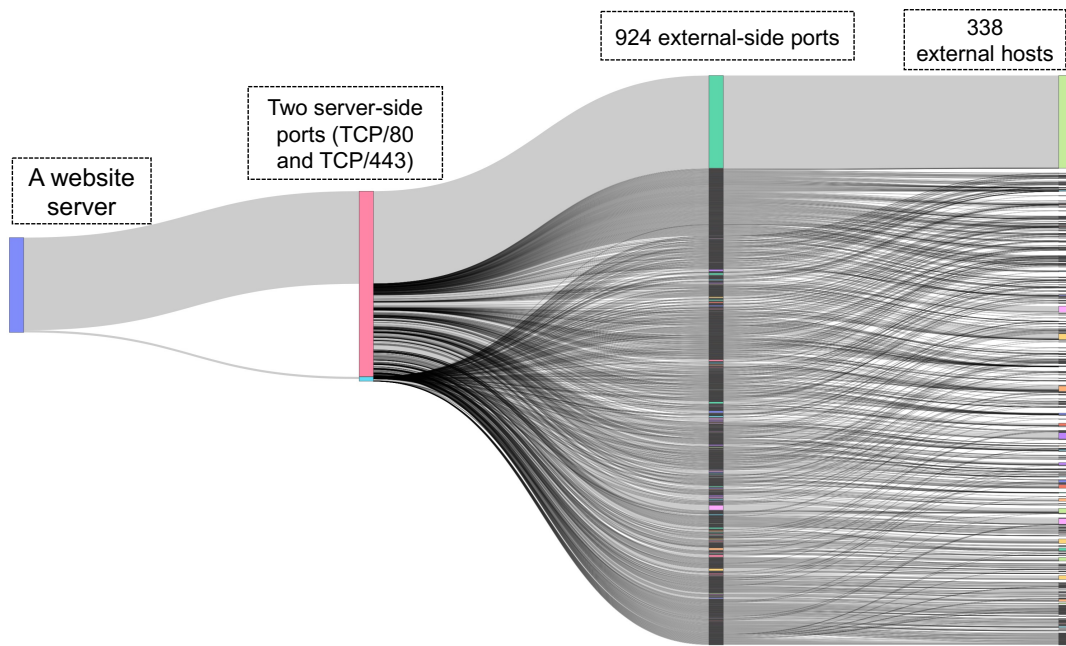 A website
server
Two server-side
ports (TCP/80
and TCP/443)
924 external-side ports
338
external hosts